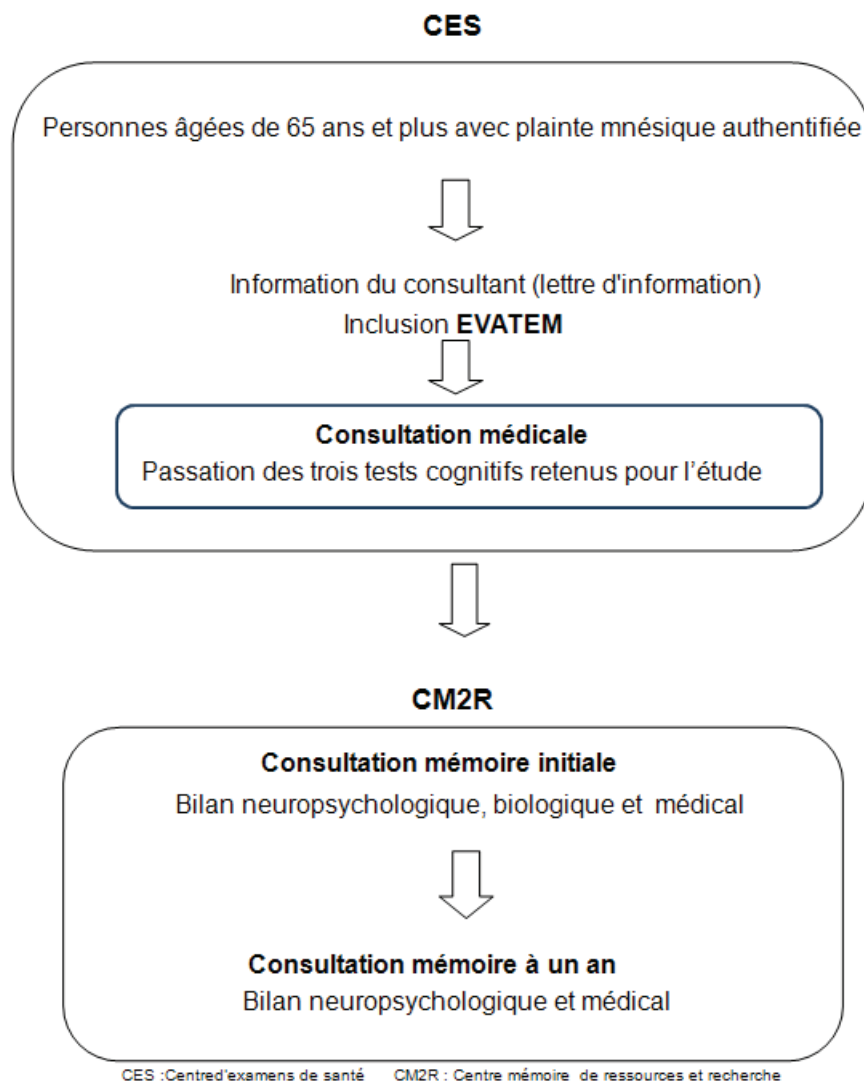 CES
Personnes âgées de 65 ans et plus avec plainte mnésique authentifiée
Information du consultant (lettre d'information)
Inclusion EVATEM
Consultation médicale
Passation des trois tests cognitifs retenus pour l’étude
CM2R
Consultation mémoire initiale
Bilan neuropsychologique, biologique et médical
Consultation mémoire à un an
Bilan neuropsychologique et médical
CES :Centred'examens de santé CM2R : Centre mémoire de ressources et recherche